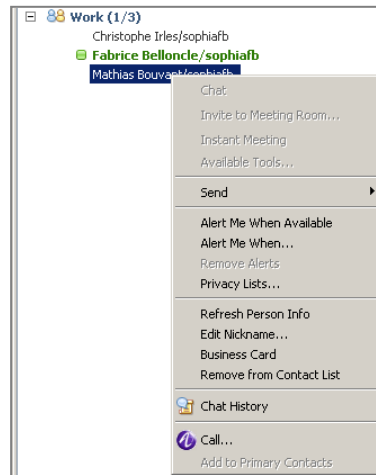 Work (1/3)
Christophe Irles/sophiafb
Fabrice Belloncle/sophiafb
Mathias Bouvant/sophiafb
Chat
Invite to Meeting Room...
Instant Meeting
Available Tools...
Send
Alert Me When Available
Alert Me When...
Remove Alerts
Privacy Lists...
Refresh Person Info
Edit Nickname...
Business Card
Remove from Contact List
Chat History
Call...
Add to Primary Contacts